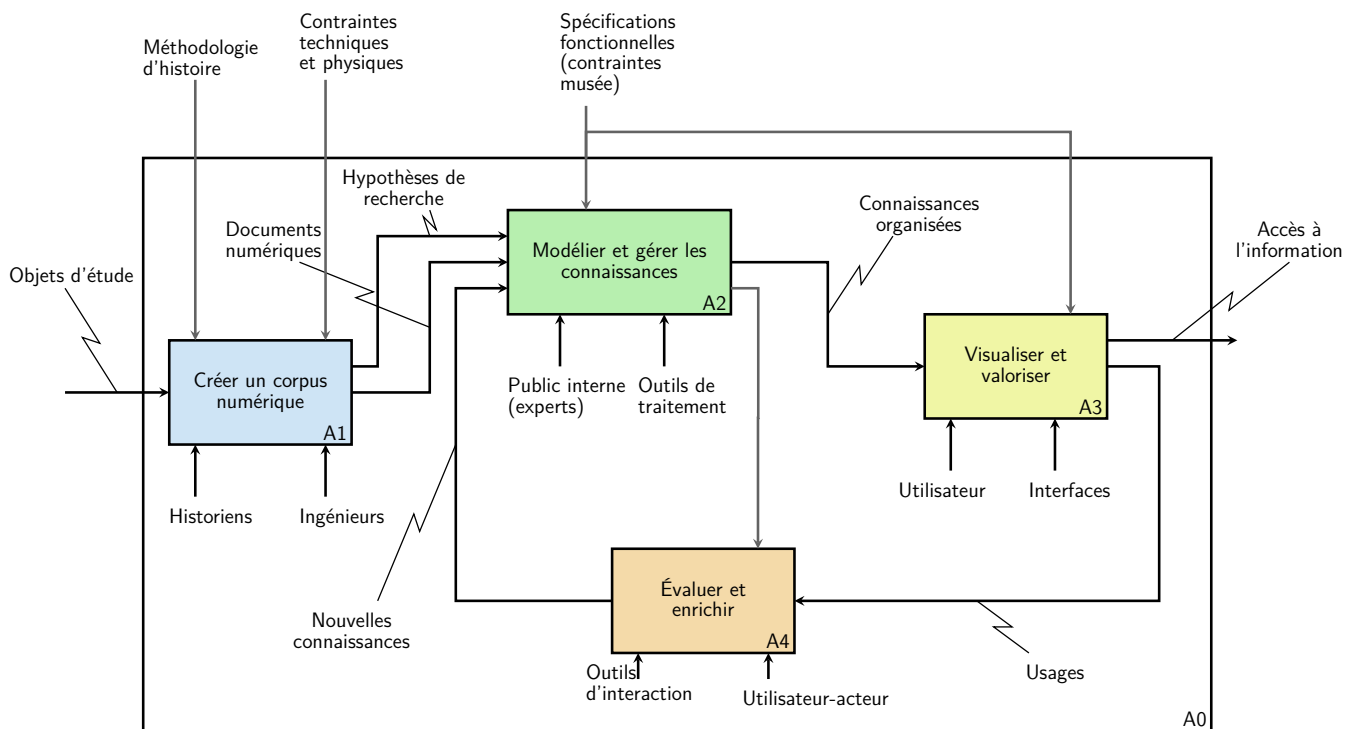 Méthodologie
d'histoire
Contraintes
techniques
et physiques
Spécifications
fonctionnelles
(contraintes
musée)
Hypothèses de
recherche
Documents
numériques
Objets d'étude
Modélier et gérer les
connaissances
A2
Connaissances
organisées
Accès à
l'information
Créer un corpus
numérique
A1
Public interne
(experts)
Outils de
traitement
Visualiser et
valoriser
A3
Historiens
Ingénieurs
Utilisateur
Interfaces
Nouvelles
connaissances
Évaluer et
enrichir
A4
Outils
d'interaction
Utilisateur-acteur
Usages
A0